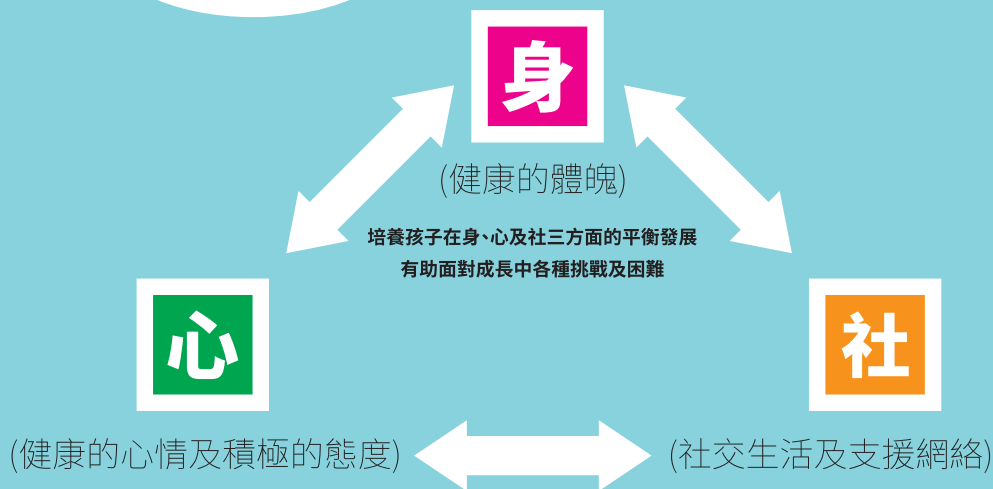 身
(健康的體魄)
培養孩子在身、心及社三方面的平衡發展
有助面對成長中各種挑戰及困難
心
社
(健康的心情及積極的態度)
(社交生活及支援網絡)